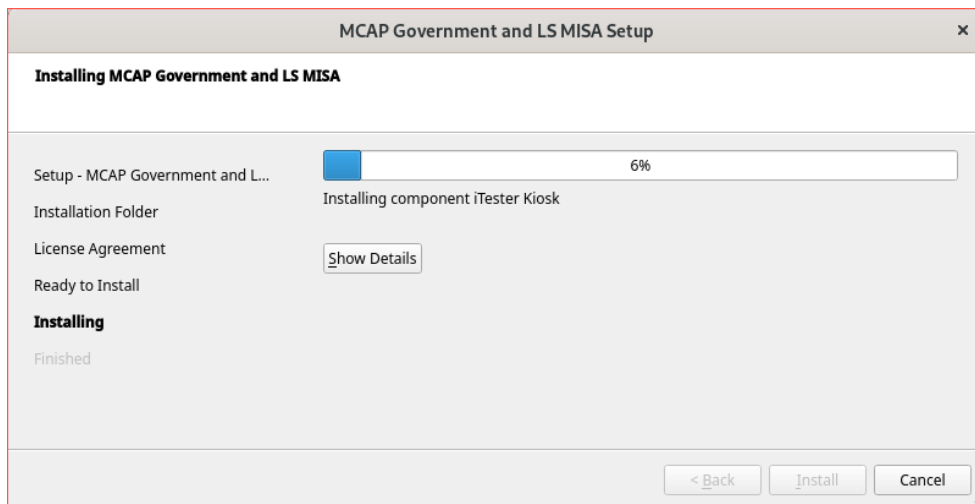 MCAP Government and LS MISA Setup
×
Installing MCAP Government and LS MISA
Setup - MCAP Government and L...
Installation Folder
License Agreement
Ready to Install
Installing
Finished
6%
Installing component iTester Kiosk
Show Details
< Back
Install
Cancel